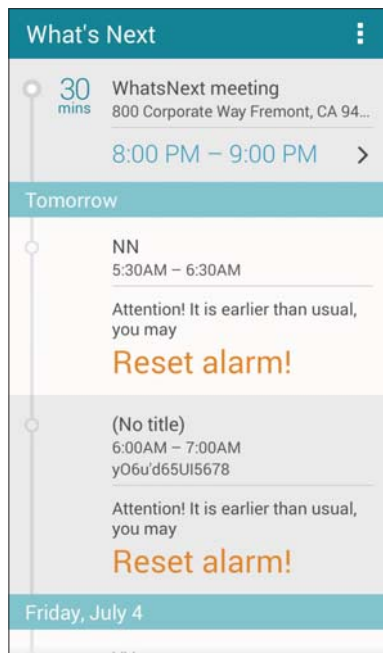 What's Next
30
mins
WhatsNext meeting
800 Corporate Way Fremont, CA 94...
8:00 PM – 9:00 PM
Tomorrow
NN
5:30AM – 6:30AM
Attention! It is earlier than usual,
you may
Reset alarm!
(No title)
6:00AM – 7:00AM
yO6u'd65UI5678
Attention! It is earlier than usual,
you may
Reset alarm!
Friday, July 4